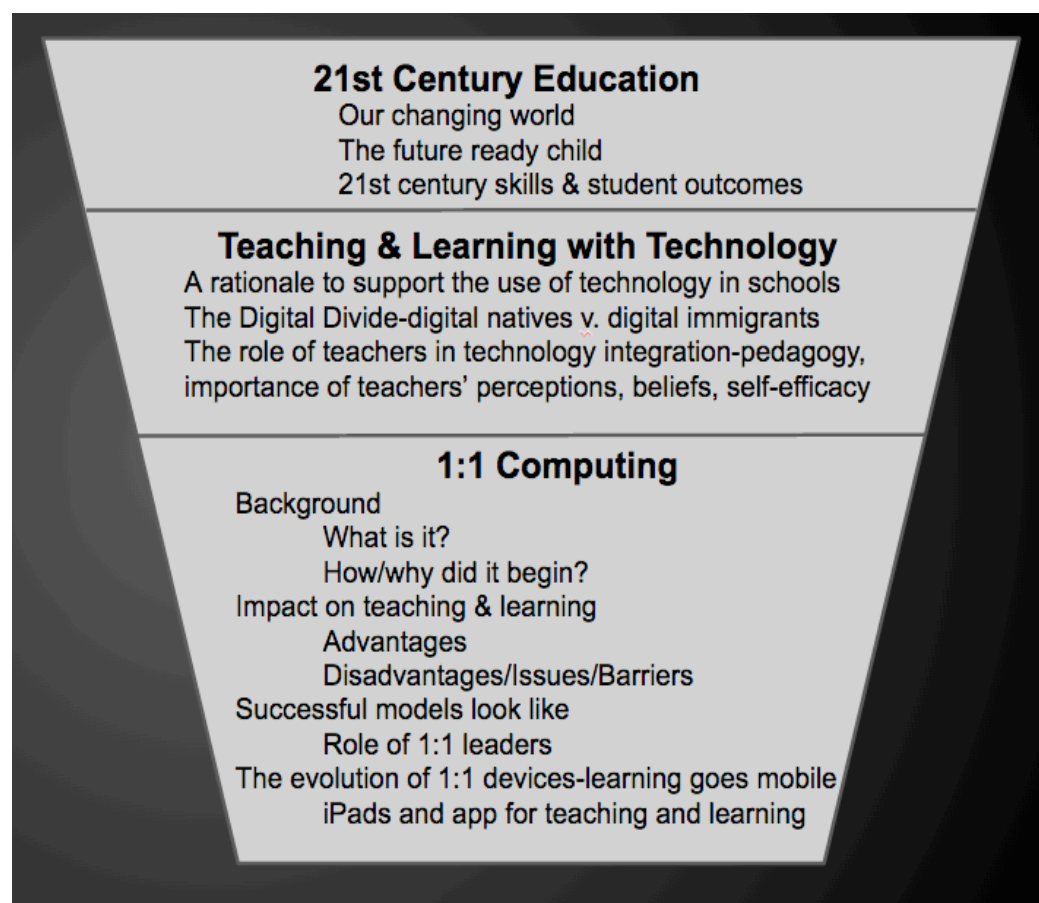 21st Century Education
Our changing world
The future ready child
21st century skills & student outcomes
Teaching & Learning with Technology
A rationale to support the use of technology in schools
The Digital Divide-digital natives v. digital immigrants
The role of teachers in technology integration-pedagogy,
importance of teachers’ perceptions, beliefs, self-efficacy
1:1 Computing
Background
What is it?
How/why did it begin?
Impact on teaching & learning
Advantages
Disadvantages/Issues/Barriers
Successful models look like
Role of 1:1 leaders
The evolution of 1:1 devices-learning goes mobile
iPads and app for teaching and learning